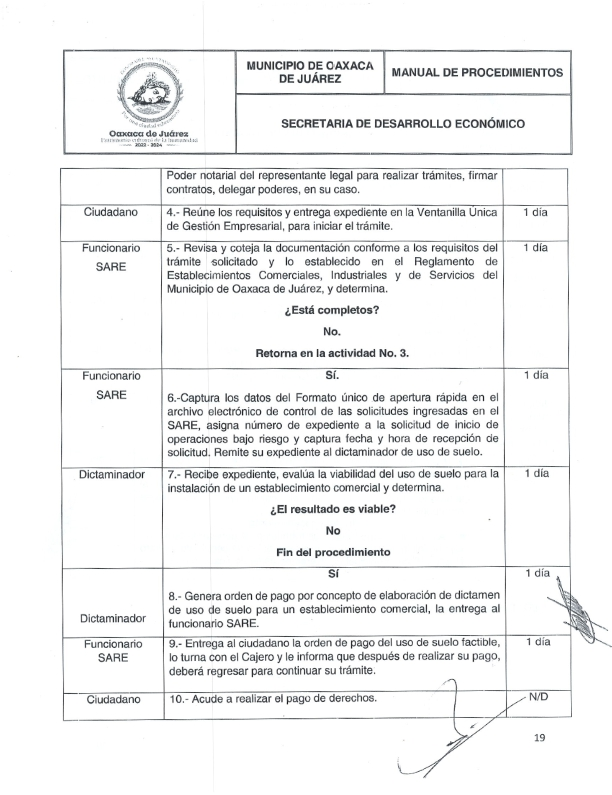 MUNICIPIO DE OAXACA
DE JUÁREZ
MANUAL DE PROCEDIMIENTOS
SECRETARIA DE DESARROLLO ECONÓMICO
Oaxaca de Juárez
Patrimonio cultural de la humanidad
2022 - 2024
Poder notarial del representante legal para realizar trámites, firmar
contratos, delegar poderes, en su caso.
Ciudadano
4.- Reúne los requisitos y entrega expediente en la Ventanilla Única
de Gestión Empresarial, para iniciar el trámite.
1 día
Funcionario
SARE
5.- Revisa y coteja la documentación conforme a los requisitos del
trámite solicitado y lo establecido en el Reglamento de
Establecimientos Comerciales, Industriales y de Servicios del
Municipio de Oaxaca de Juárez, y determina.
¿Está completos?
No.
Retorna en la actividad No. 3.
1 día
Funcionario
SARE
Sí.
6.-Captura los datos del Formato único de apertura rápida en el
archivo electrónico de control de las solicitudes ingresadas en el
SARE, asigna número de expediente a la solicitud de inicio de
operaciones bajo riesgo y captura fecha y hora de recepción de
solicitud. Remite su expediente al dictaminador de uso de suelo.
1 día
Dictaminador
7.- Recibe expediente, evalúa la viabilidad del uso de suelo para la
instalación de un establecimiento comercial y determina.
¿El resultado es viable?
No
Fin del procedimiento
1 día
Dictaminador
Sí
8.- Genera orden de pago por concepto de elaboración de dictamen
de uso de suelo para un establecimiento comercial, la entrega al
funcionario SARE.
1 día
Funcionario
SARE
9.- Entrega al ciudadano la orden de pago del uso de suelo factible,
lo turna con el Cajero y le informa que después de realizar su pago,
deberá regresar para continuar su trámite.
1 día
Ciudadano
10.- Acude a realizar el pago de derechos.
N/D
19